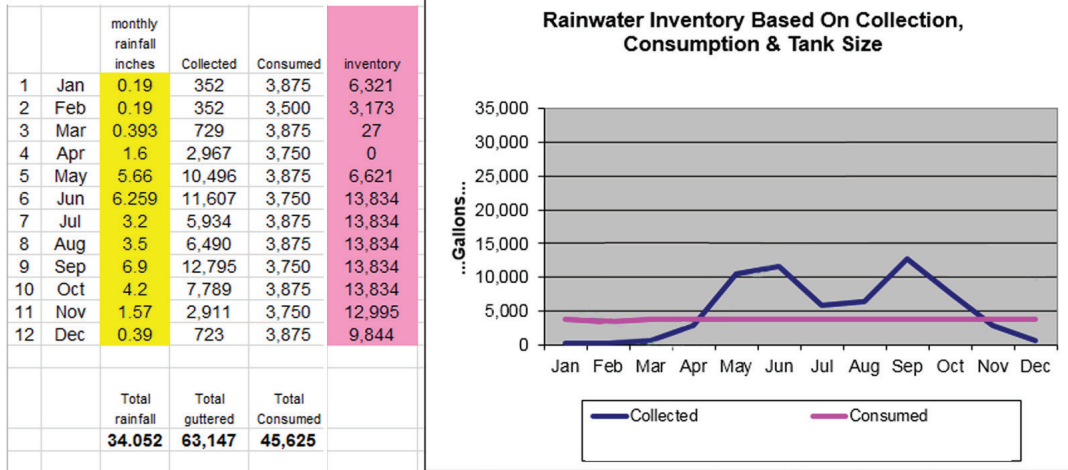 monthly
rainfall
inches Collected Consumed inventory
1 Jan 0.19 352 3,875 6,321
2 Feb 0.19 352 3,500 3,173
3 Mar 0.393 729 3,875 27
4 Apr 1.6 2,967 3,750 0
5 May 5.66 10,496 3,875 6,621
6 Jun 6.259 11,607 3,750 13,834
7 Jul 3.2 5,934 3,875 13,834
8 Aug 3.5 6,490 3,875 13,834
9 Sep 6.9 12,795 3,750 13,834
10 Oct 4.2 7,789 3,875 13,834
11 Nov 1.57 2,911 3,750 12,995
12 Dec 0.39 723 3,875 9,844
Total Total Total
rainfall guttered Consumed
34.052 63,147 45,625
Rainwater Inventory Based On Collection,
Consumption & Tank Size
...Gallons...
35,000
30,000
25,000
20,000
15,000
10,000
5,000
0
Jan Feb Mar Apr May Jun Jul Aug Sep Oct Nov Dec
Collected Consumed